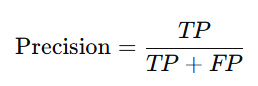 Precision = TP / TP + FP